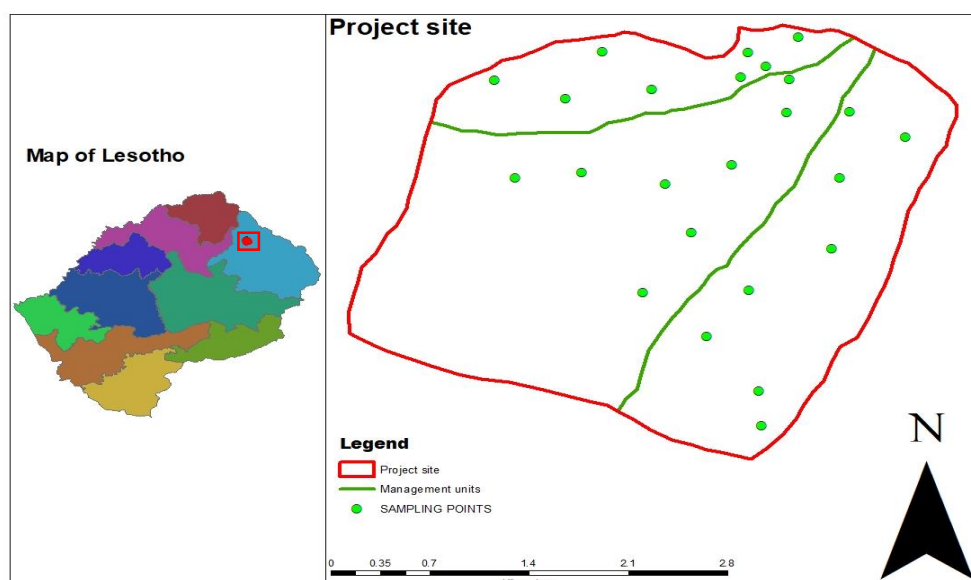 Project site
Map of Lesotho
Legend
Project site
Management units
SAMPLING POINTS
N
0 0.35 0.7 1.4 2.1 2.8